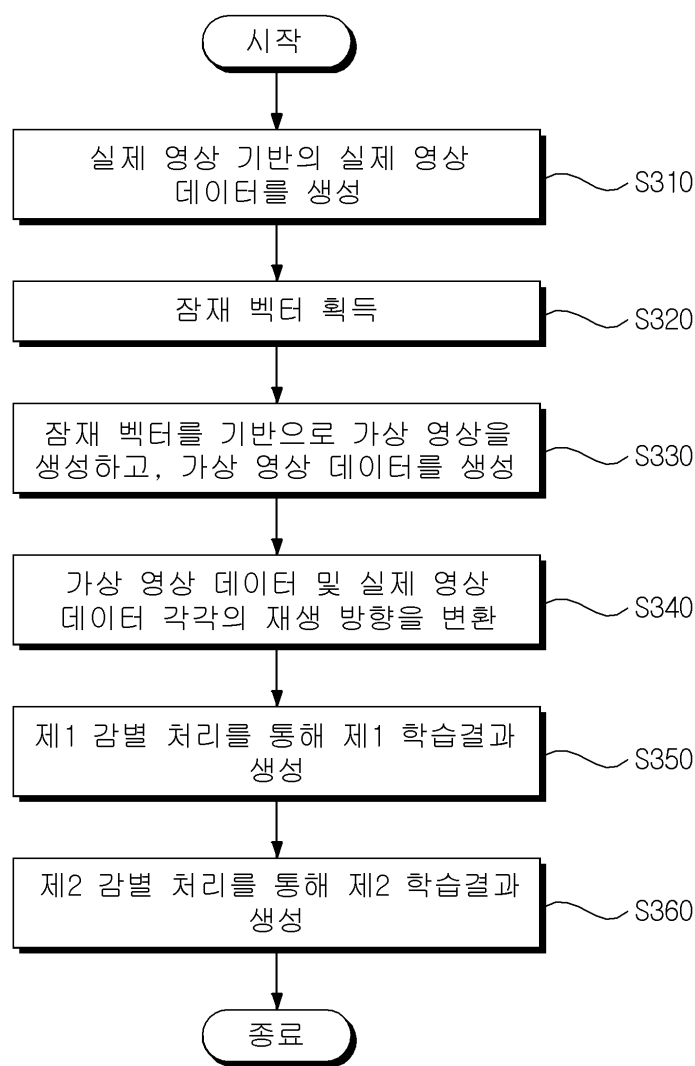 시작
실제 영상 기반의 실제 영상
데이터를 생성
S310
잠재 벡터 획득
S320
잠재 벡터를 기반으로 가상 영상을
생성하고, 가상 영상 데이터를 생성
S330
가상 영상 데이터 및 실제 영상
데이터 각각의 재생 방향을 변환
S340
제1 감별 처리를 통해 제1 학습결과
생성
S350
제2 감별 처리를 통해 제2 학습결과
생성
S360
종료